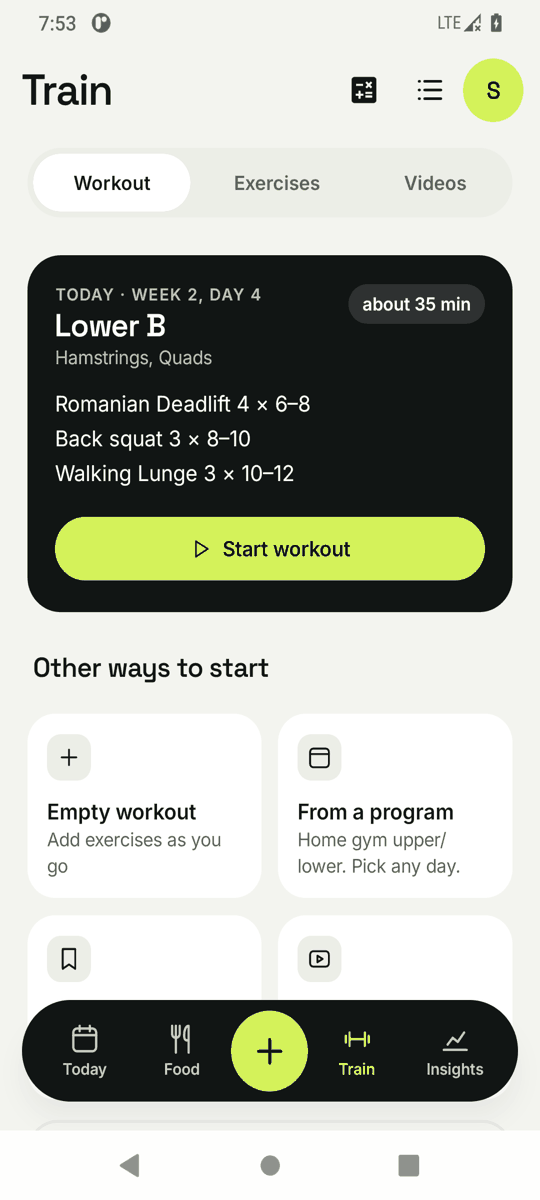 7:53
LTE
Train
S
Workout
Exercises
Videos
TODAY · WEEK 2, DAY 4
about 35 min
Lower B
Hamstrings, Quads
Romanian Deadlift 4 × 6–8
Back squat 3 × 8–10
Walking Lunge 3 × 10–12
Start workout
Other ways to start
Empty workout
Add exercises as you
go
From a program
Home gym upper/
lower. Pick any day.
Today
Food
Train
Insights